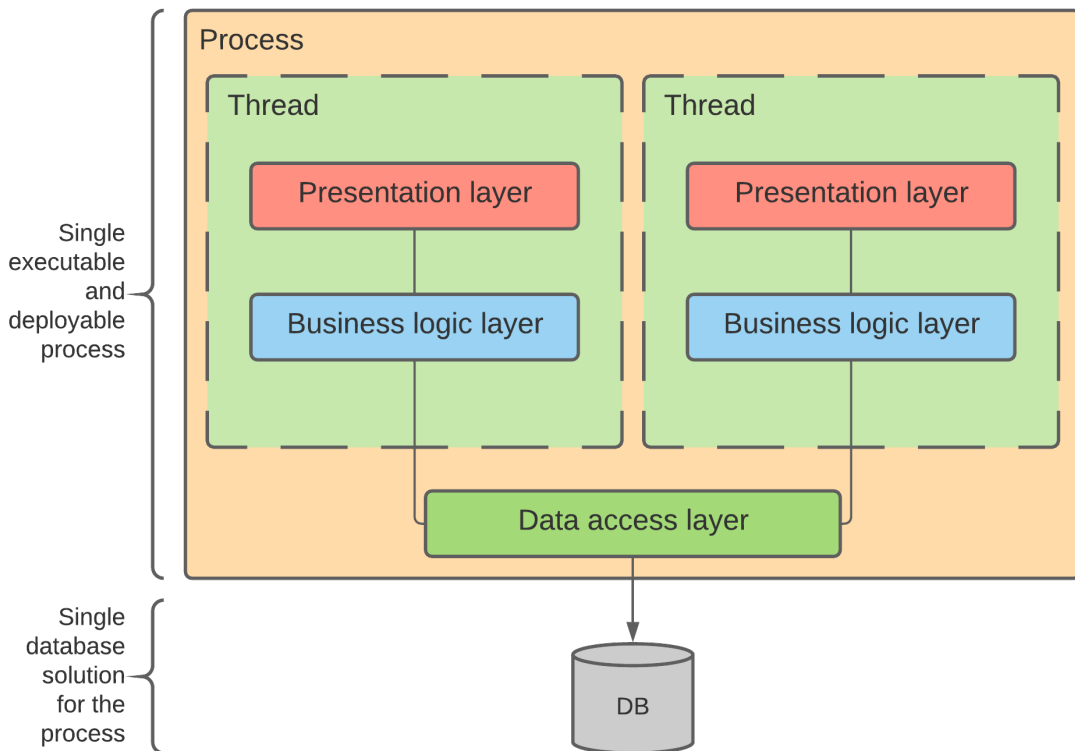 Process
Thread
Thread
Presentation layer
Presentation layer
Single
executable
and
deployable
process
Business logic layer
Business logic layer
Data access layer
Single
database
solution
for the
process
DB